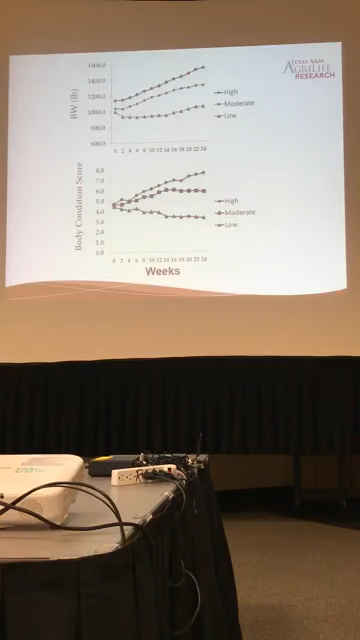 TEXAS A&M
AGRILIFE
RESEARCH
BW (lb)
1600.0
1400.0
1200.0
1000.0
800.0
600.0
0 2 4 6 8 10 12 14 16 18 20 22 24
High
Moderate
Low
Body Condition Score
8.0
7.0
6.0
5.0
4.0
3.0
2.0
1.0
0.0
0 2 4 6 8 10 12 14 16 18 20 22 24
High
Moderate
Low
Weeks